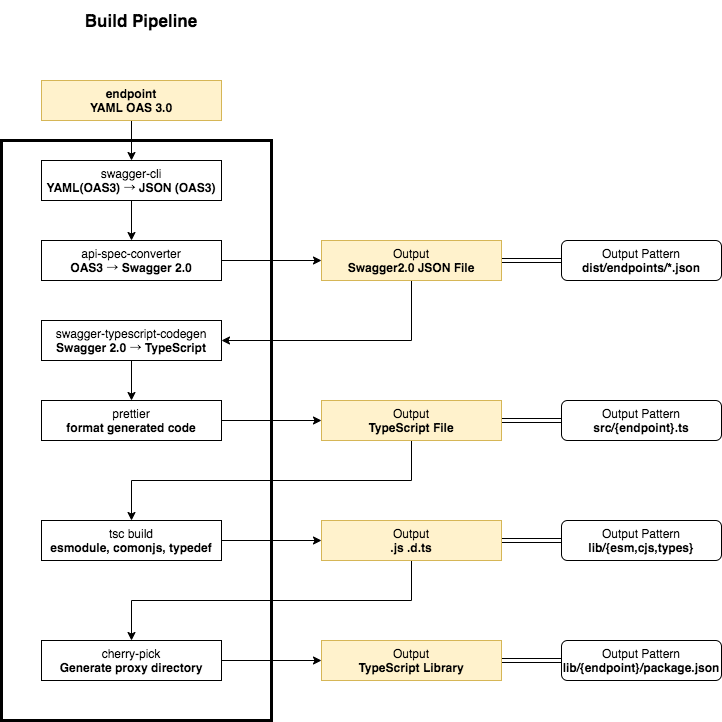 Build Pipeline
endpoint
YAML OAS 3.0
swagger-cli
YAML(OAS3) → JSON (OAS3)
api-spec-converter
OAS3 → Swagger 2.0
Output
Swagger2.0 JSON File
Output Pattern
dist/endpoints/*.json
swagger-typescript-codegen
Swagger 2.0 → TypeScript
prettier
format generated code
Output
TypeScript File
Output Pattern
src/{endpoint}.ts
tsc build
esmodule, comonjs, typedef
Output
.js .d.ts
Output Pattern
lib/{esm,cjs,types}
cherry-pick
Generate proxy directory
Output
TypeScript Library
Output Pattern
lib/{endpoint}/package.json